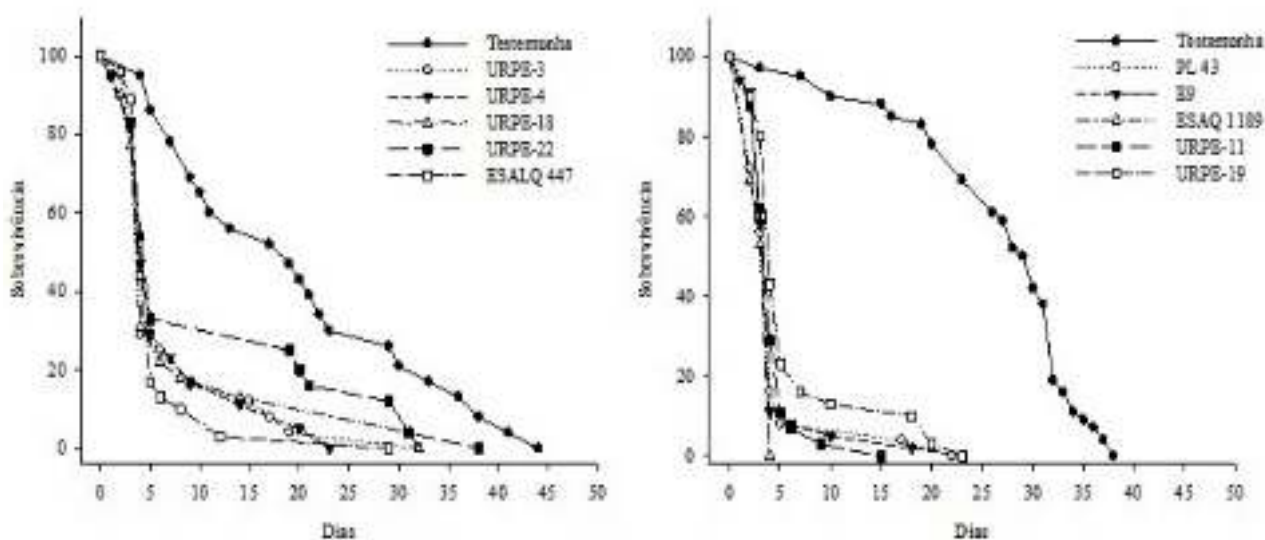 Testemunha
URPE-3
URPE-4
URPE-18
URPE-22
ESALQ 447
Sobrevivência
100
80
60
40
20
0
0 5 10 15 20 25 30 35 40 45 50
Dias
Testemunha
PL 43
E9
ESAQ 1189
URPE-11
URPE-19
Sobrevivência
100
80
60
40
20
0
0 5 10 15 20 25 30 35 40 45 50
Dias